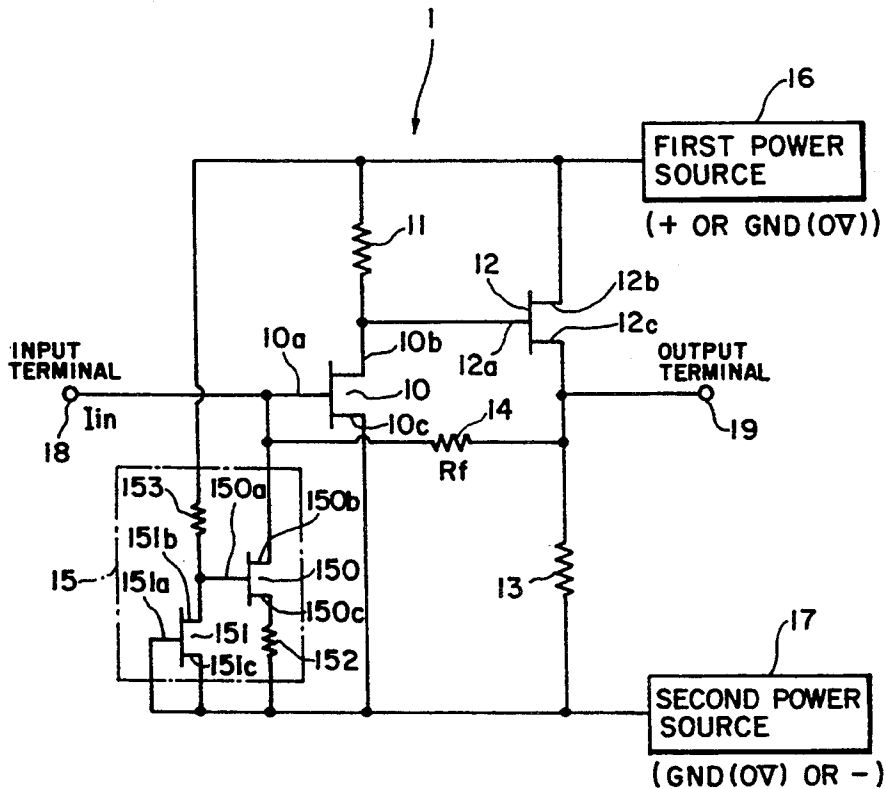 1
16
FIRST POWER
SOURCE
(+ OR GND(0V))
11
12
12b
12c
12a
10a
10b
10
10c
INPUT
TERMINAL
18
Iin
OUTPUT
TERMINAL
19
14
Rf
153
150a
150b
151b
15
151a
150
150c
151
151c
152
13
17
SECOND POWER
SOURCE
(GND(0V) OR -)